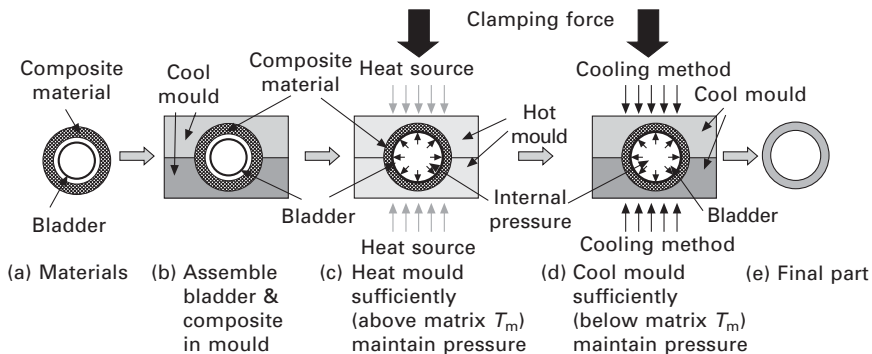 Clamping force
Composite
material
Cool
mould
Composite
material
Heat source
Cooling method
Cool mould
Hot
mould
Bladder
Bladder
Internal
pressure
Bladder
Heat source
Cooling method
(a) Materials
(b) Assemble
bladder &
composite
in mould
(c) Heat mould
sufficiently
(above matrix Tm)
maintain pressure
(d) Cool mould
sufficiently
(below matrix Tm)
maintain pressure
(e) Final part